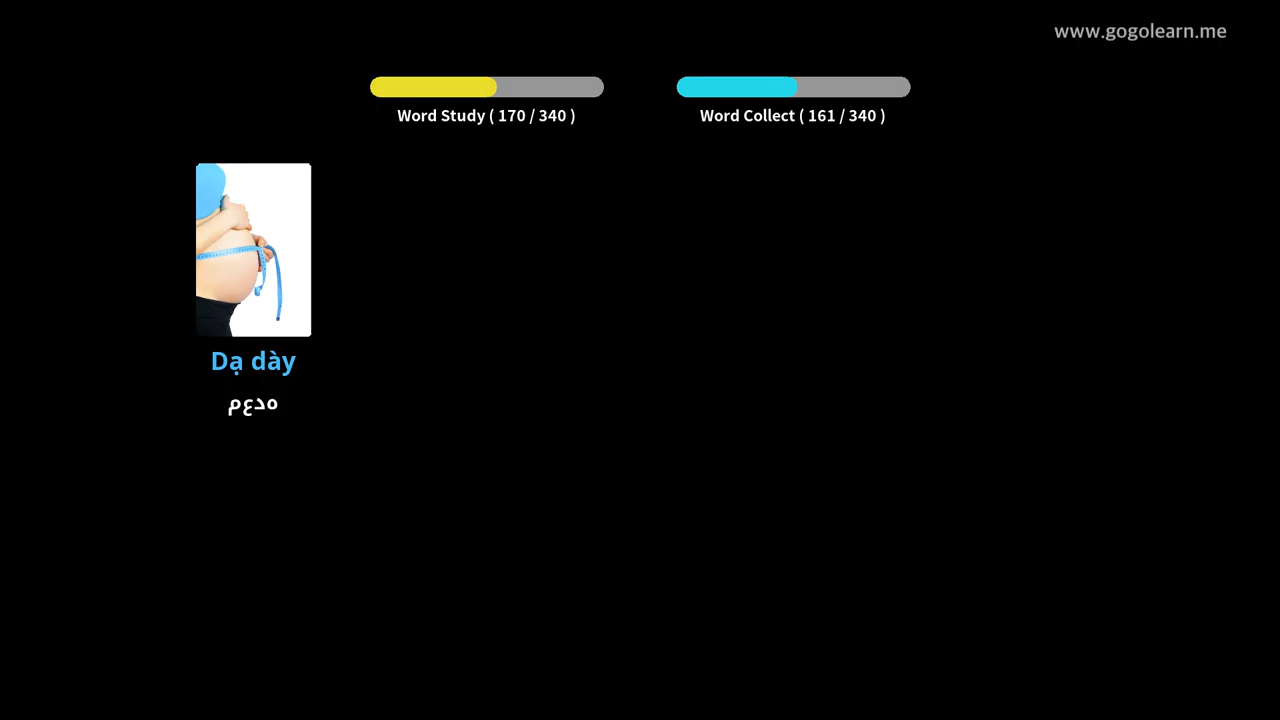 www.gogolearn.me
Word Study ( 170 / 340 )
Word Collect ( 161 / 340 )
Dạ dày
معده